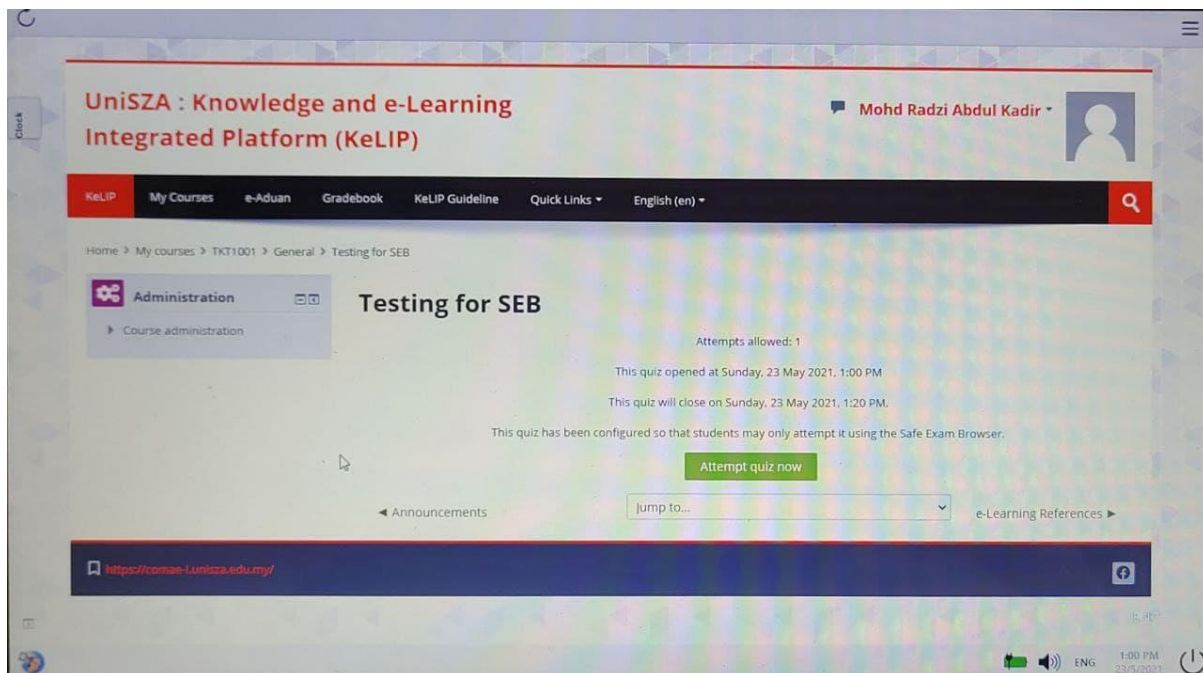 Clock
UniSZA : Knowledge and e-Learning
Integrated Platform (KeLIP)
Mohd Radzi Abdul Kadir
KeLIP My Courses e-Aduan Gradebook KeLIP Guideline Quick Links English (en)
Home > My courses > TKT1001 > General > Testing for SEB
Administration
Course administration
Testing for SEB
Attempts allowed: 1
This quiz opened at Sunday, 23 May 2021, 1:00 PM
This quiz will close on Sunday, 23 May 2021, 1:20 PM.
This quiz has been configured so that students may only attempt it using the Safe Exam Browser.
Attempt quiz now
◄ Announcements
Jump to...
e-Learning References ►
https://comae-i.unisza.edu.my/
ENG
1:00 PM
23/5/2021